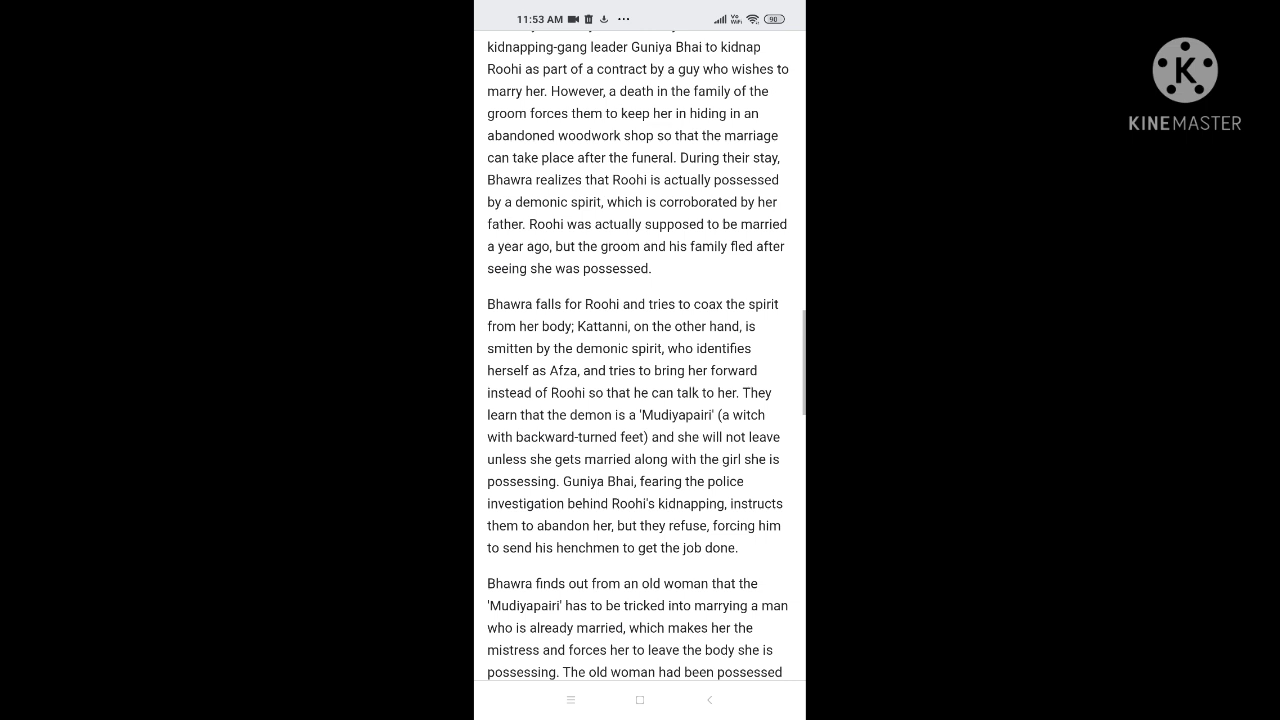 11:53 AM
Vo
WiFi
90
kidnapping-gang leader Guniya Bhai to kidnap
Roohi as part of a contract by a guy who wishes to
marry her. However, a death in the family of the
groom forces them to keep her in hiding in an
abandoned woodwork shop so that the marriage
can take place after the funeral. During their stay,
Bhawra realizes that Roohi is actually possessed
by a demonic spirit, which is corroborated by her
father. Roohi was actually supposed to be married
a year ago, but the groom and his family fled after
seeing she was possessed.
Bhawra falls for Roohi and tries to coax the spirit
from her body; Kattanni, on the other hand, is
smitten by the demonic spirit, who identifies
herself as Afza, and tries to bring her forward
instead of Roohi so that he can talk to her. They
learn that the demon is a 'Mudiyapairi' (a witch
with backward-turned feet) and she will not leave
unless she gets married along with the girl she is
possessing. Guniya Bhai, fearing the police
investigation behind Roohi's kidnapping, instructs
them to abandon her, but they refuse, forcing him
to send his henchmen to get the job done.
Bhawra finds out from an old woman that the
'Mudiyapairi' has to be tricked into marrying a man
who is already married, which makes her the
mistress and forces her to leave the body she is
possessing. The old woman had been possessed
K
KINEMASTER